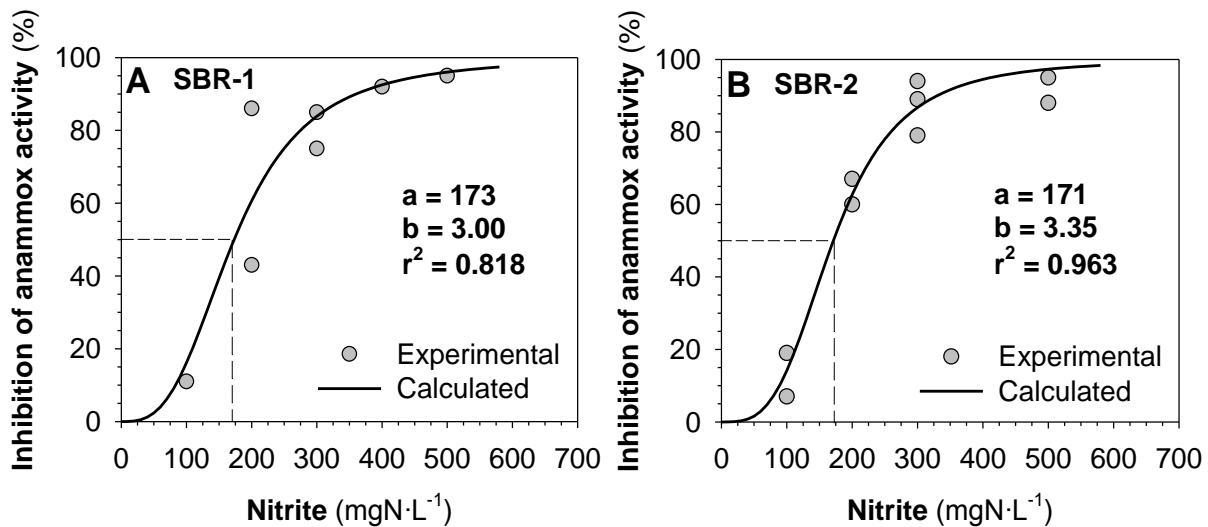 Inhibition of anammox activity (%)
100
80
60
40
20
0
A SBR-1
a = 173
b = 3.00
r² = 0.818
Experimental
Calculated
0 100 200 300 400 500 600 700
Nitrite (mgN·L⁻¹)
Inhibition of anammox activity (%)
100
80
60
40
20
0
B SBR-2
a = 171
b = 3.35
r² = 0.963
Experimental
Calculated
0 100 200 300 400 500 600 700
Nitrite (mgN·L⁻¹)